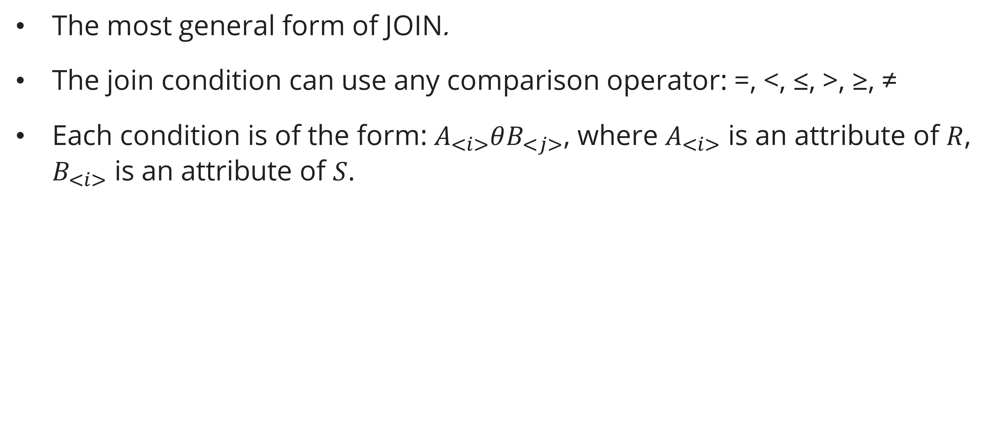 • The most general form of JOIN.
• The join condition can use any comparison operator: =, <, ≤, >, ≥, ≠
• Each condition is of the form: A<i>θB<j>, where A<i> is an attribute of R,
B<i> is an attribute of S.